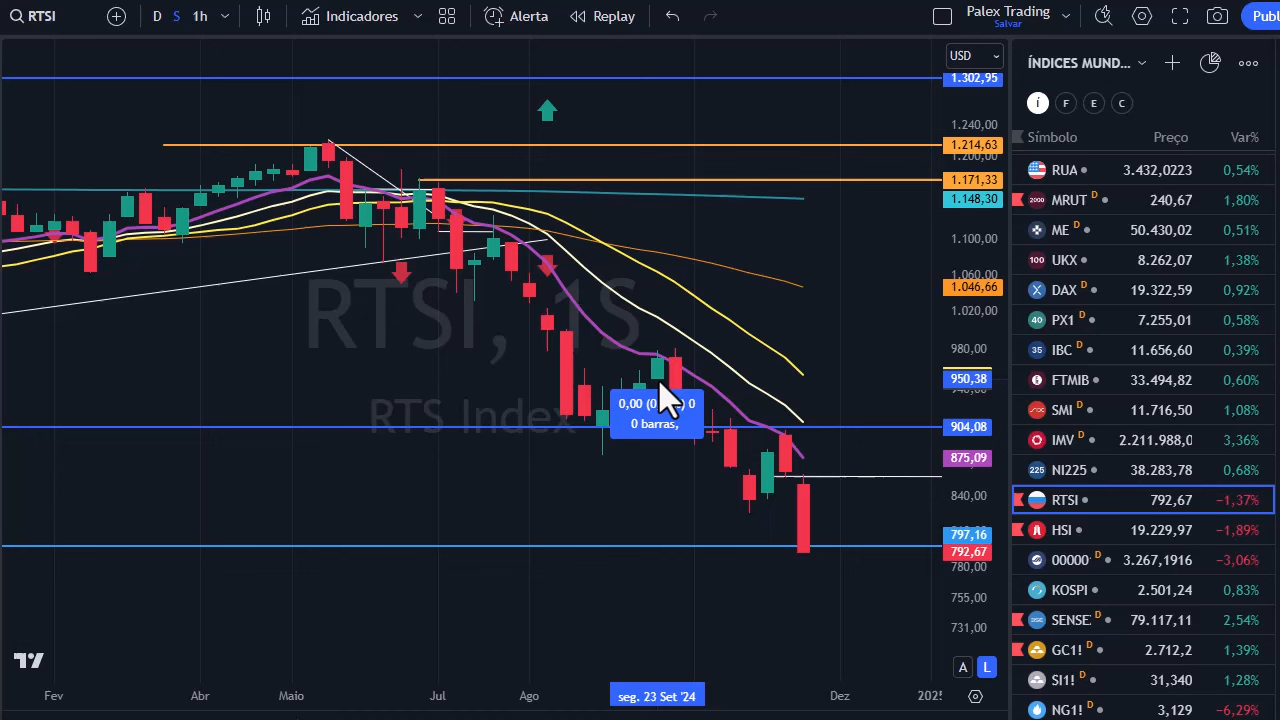 RTSI
D S 1h
Indicadores
Alerta
Replay
Palex Trading
Salvar
Publ
USD
ÍNDICES MUND...
Í F E C
Símbolo Preço Var%
RUA 3.432,0223 0,54%
MRUT D 240,67 1,80%
ME D 50.430,02 0,51%
UKX 8.262,07 1,38%
DAX D 19.322,59 0,92%
PX1 D 7.255,01 0,58%
IBC D 11.656,60 0,39%
FTMIB 33.494,82 0,60%
SMI D 11.716,50 1,08%
IMV D 2.211.988,0 3,36%
NI225 38.283,78 0,68%
RTSI 792,67 −1,37%
HSI 19.229,97 −1,89%
00000 D 3.267,1916 −3,06%
KOSPI 2.501,24 0,83%
SENSE D 79.117,11 2,54%
GC1! D 2.712,2 1,39%
SI1! D 31,340 1,28%
NG1! D 3,129 −6,29%
1.302,95
1.240,00
1.214,63
1.200,00
1.171,33
1.148,30
1.100,00
1.060,00
1.046,66
1.020,00
980,00
950,38
904,08
875,09
840,00
797,16
792,67
780,00
755,00
731,00
RTSI, 1S
RTS Index
0 barras,
A L
Fev Abr Maio Jul Ago seg. 23 Set '24 Dez